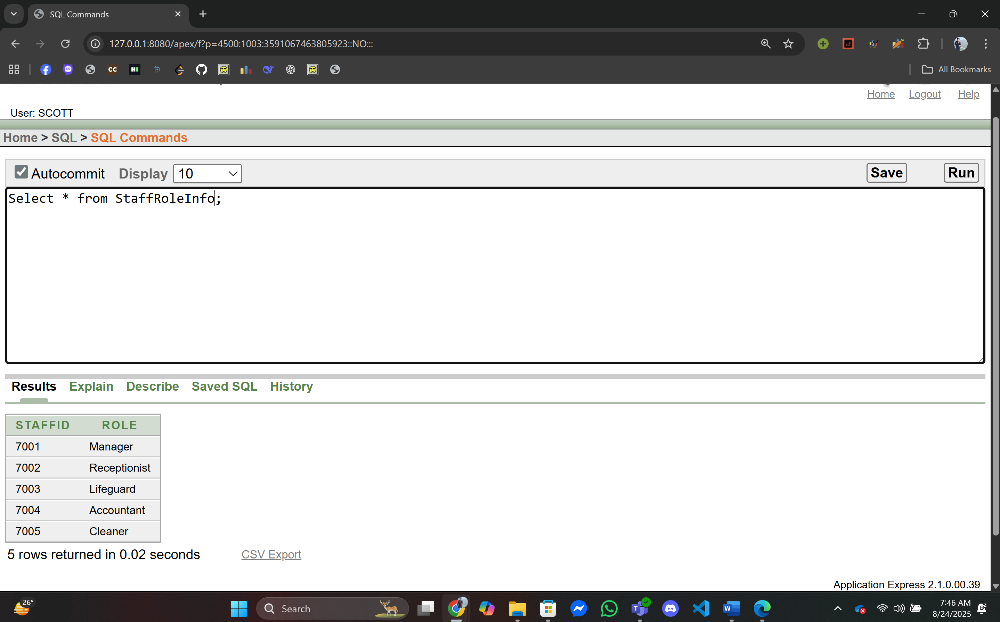 SQL Commands
127.0.0.1:8080/apex/f?p=4500:1003:3591067463805923::NO:::
CC
H
All Bookmarks
Home Logout Help
User: SCOTT
Home > SQL > SQL Commands
Autocommit Display 10 Save Run
Select * from StaffRoleInfo;
Results Explain Describe Saved SQL History
STAFFID ROLE
7001 Manager
7002 Receptionist
7003 Lifeguard
7004 Accountant
7005 Cleaner
5 rows returned in 0.02 seconds CSV Export
Application Express 2.1.0.00.39
26°
Search
T
W
7:46 AM
8/24/2025